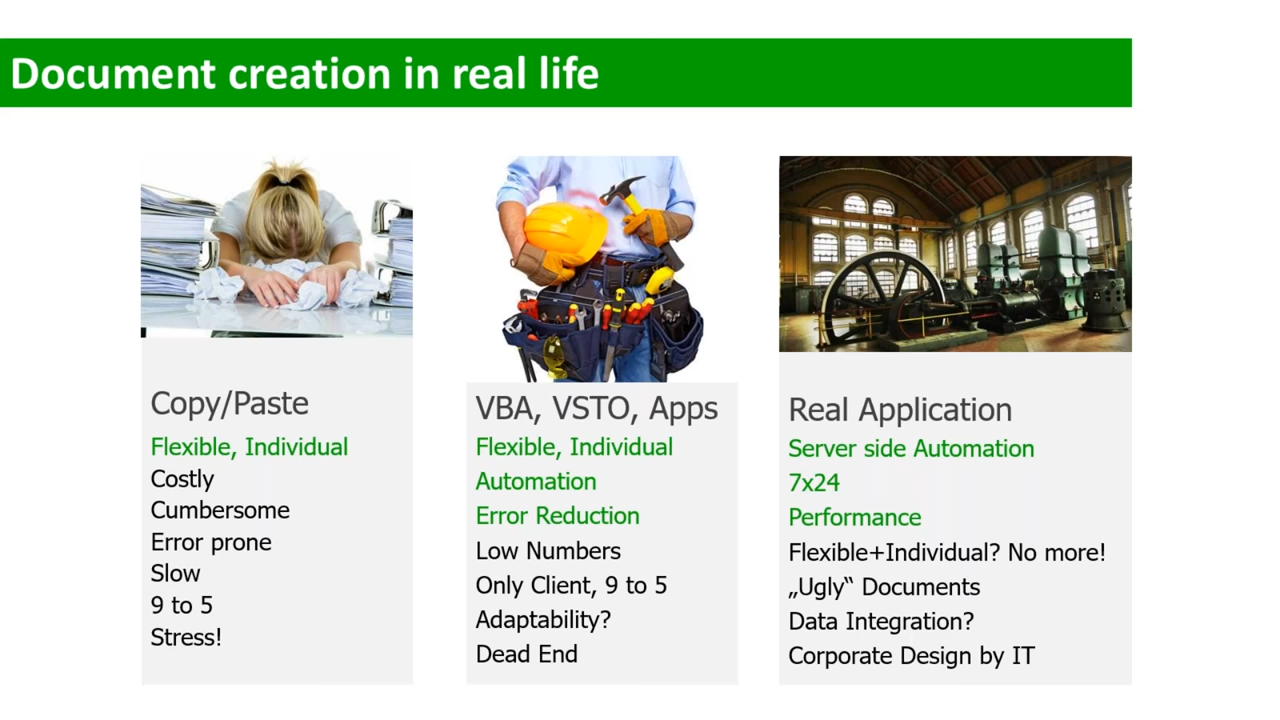 Document creation in real life
Copy/Paste
Flexible, Individual
Costly
Cumbersome
Error prone
Slow
9 to 5
Stress!
VBA, VSTO, Apps
Flexible, Individual
Automation
Error Reduction
Low Numbers
Only Client, 9 to 5
Adaptability?
Dead End
Real Application
Server side Automation
7x24
Performance
Flexible+Individual? No more!
„Ugly“ Documents
Data Integration?
Corporate Design by IT